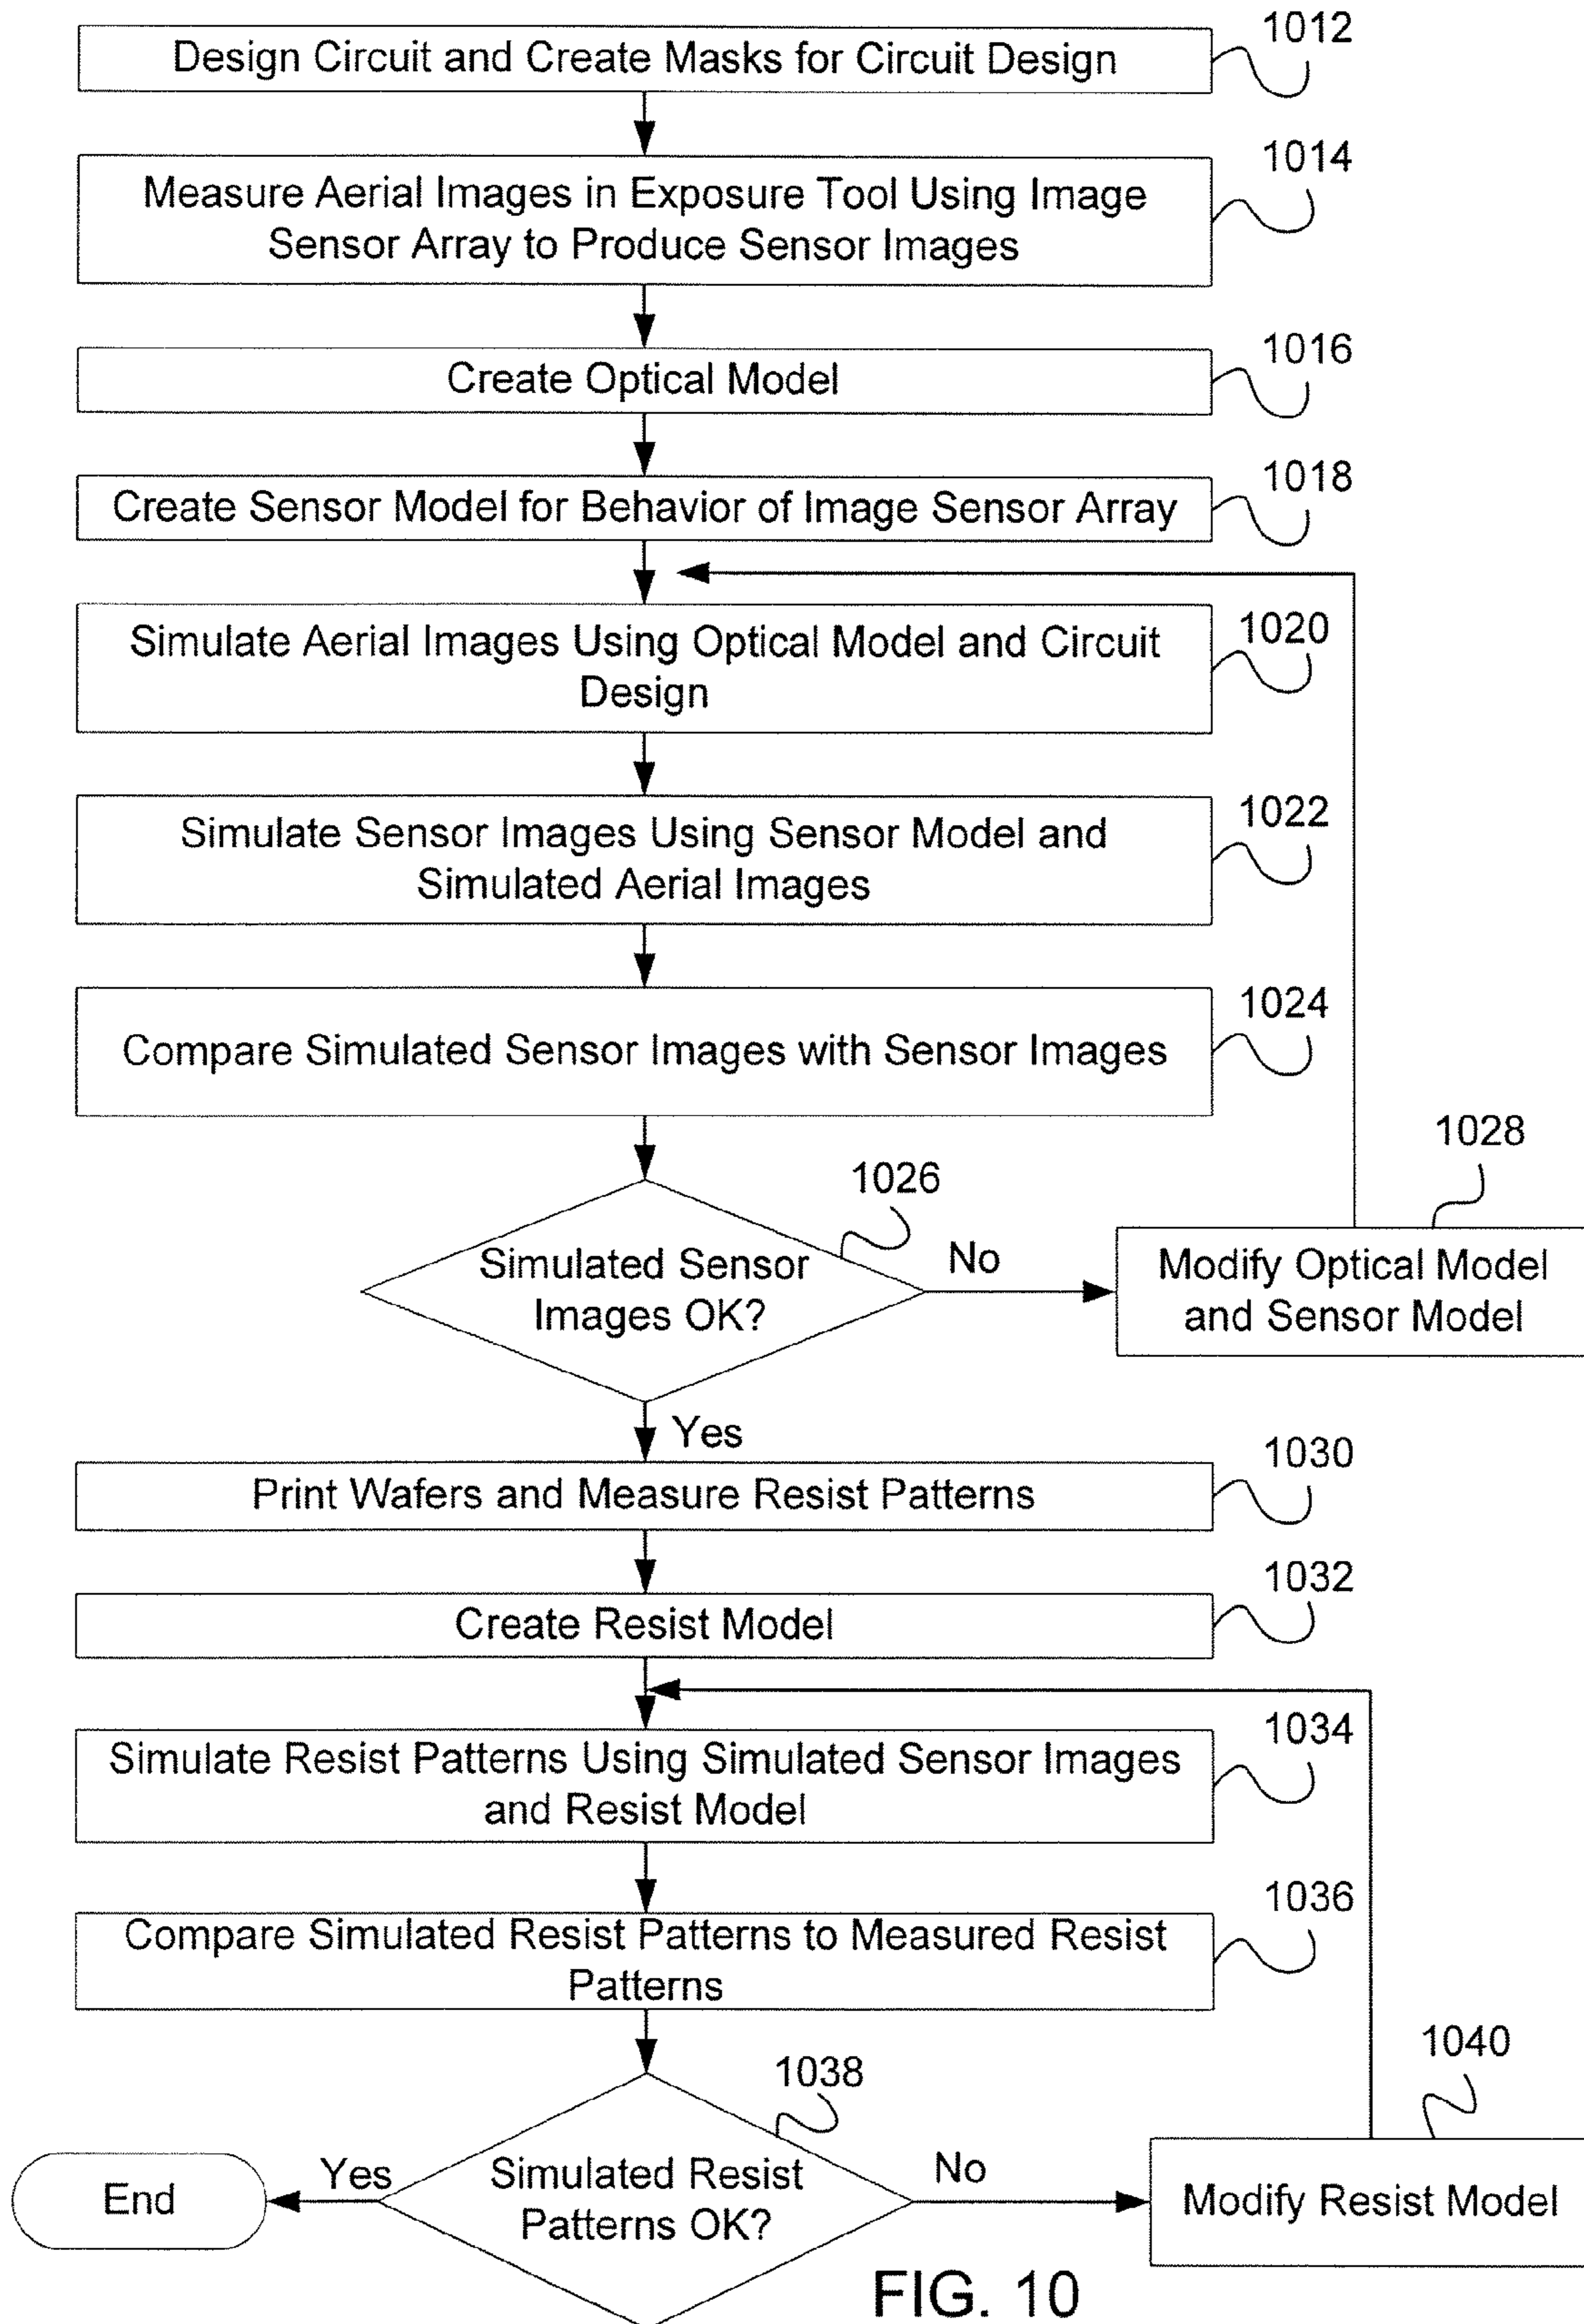 1012
Design Circuit and Create Masks for Circuit Design
1014
Measure Aerial Images in Exposure Tool Using Image
Sensor Array to Produce Sensor Images
1016
Create Optical Model
1018
Create Sensor Model for Behavior of Image Sensor Array
1020
Simulate Aerial Images Using Optical Model and Circuit
Design
1022
Simulate Sensor Images Using Sensor Model and
Simulated Aerial Images
1024
Compare Simulated Sensor Images with Sensor Images
1026
Simulated Sensor
Images OK?
No
1028
Modify Optical Model
and Sensor Model
Yes
1030
Print Wafers and Measure Resist Patterns
1032
Create Resist Model
1034
Simulate Resist Patterns Using Simulated Sensor Images
and Resist Model
1036
Compare Simulated Resist Patterns to Measured Resist
Patterns
1038
Simulated Resist
Patterns OK?
Yes
End
No
1040
Modify Resist Model
FIG. 10